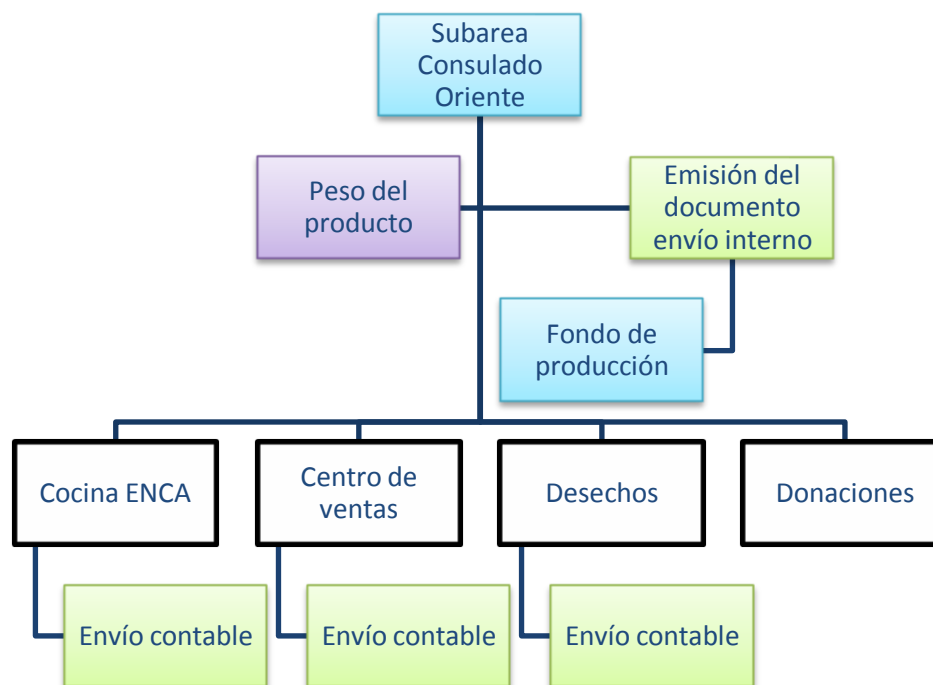 Subarea
Consulado
Oriente
Peso del
producto
Emisión del
documento
envío interno
Fondo de
producción
Cocina ENCA
Centro de
ventas
Desechos
Donaciones
Envío contable
Envío contable
Envío contable